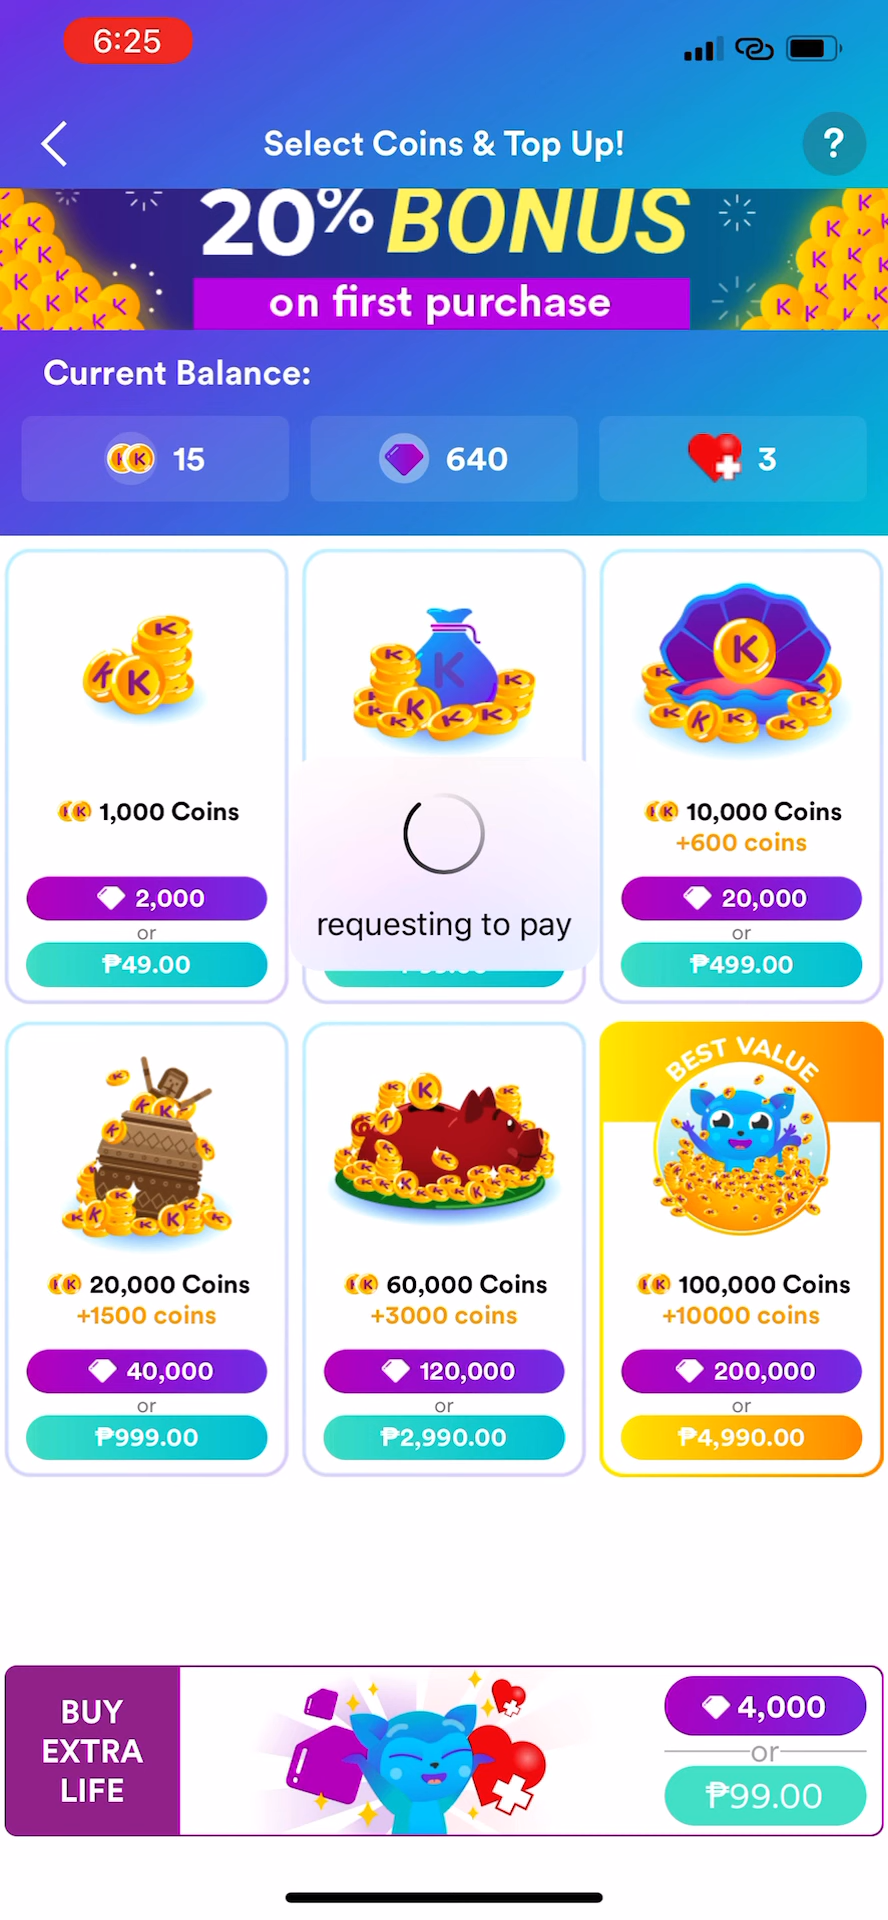 6:25
Select Coins & Top Up!
?
20% BONUS
on first purchase
Current Balance:
15
640
3
1,000 Coins
2,000
or
₱49.00
requesting to pay
10,000 Coins
+600 coins
20,000
or
₱499.00
20,000 Coins
+1500 coins
40,000
or
₱999.00
60,000 Coins
+3000 coins
120,000
or
₱2,990.00
BEST VALUE
100,000 Coins
+10000 coins
200,000
or
₱4,990.00
BUY
EXTRA
LIFE
4,000
or
₱99.00